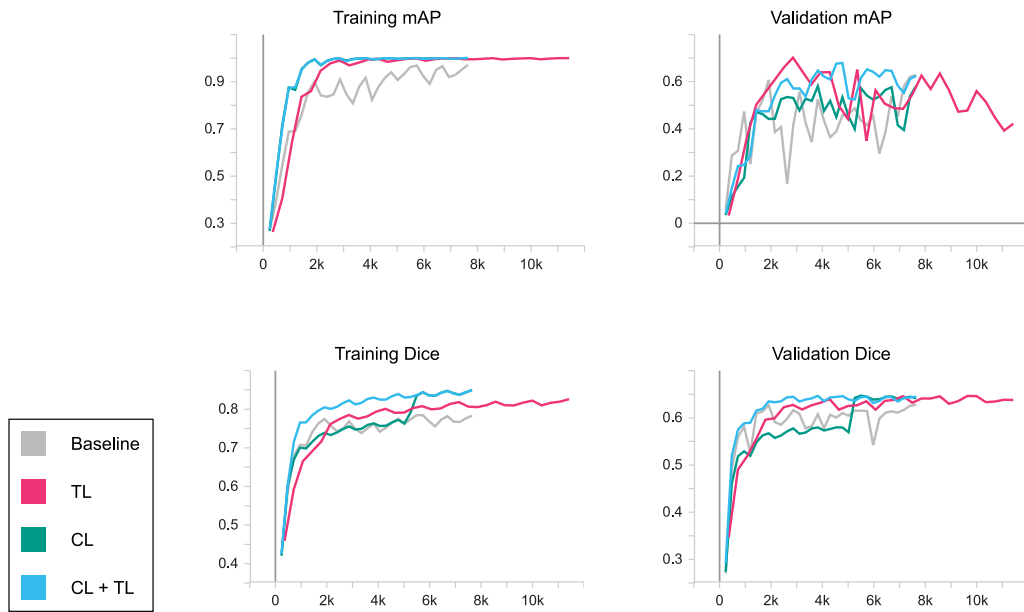 Training mAP
0.9
0.7
0.5
0.3
0 2k 4k 6k 8k 10k
Validation mAP
0.6
0.4
0.2
0
0 2k 4k 6k 8k 10k
Training Dice
0.8
0.7
0.6
0.5
0.4
0 2k 4k 6k 8k 10k
Validation Dice
0.6
0.5
0.4
0.3
0 2k 4k 6k 8k 10k
Baseline
TL
CL
CL + TL